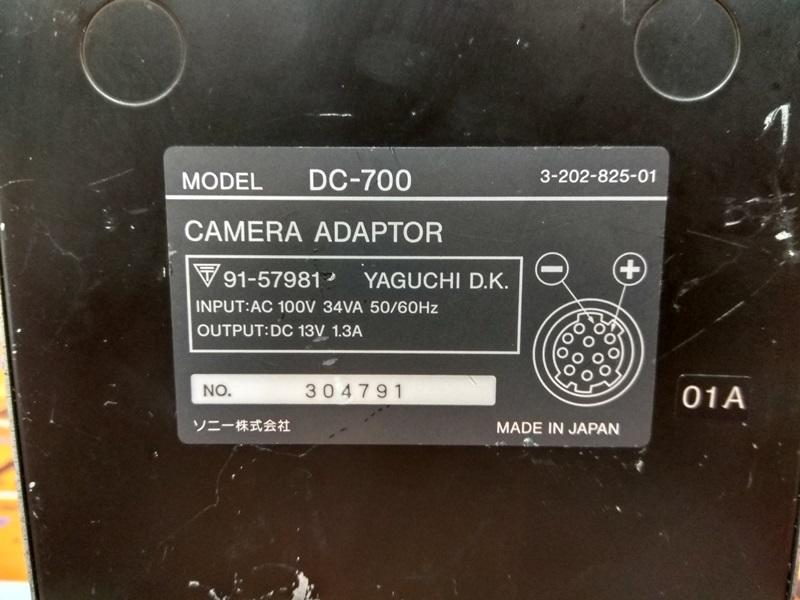 MODEL DC-700 3-202-825-01
CAMERA ADAPTOR
− +
91-57981 YAGUCHI D.K.
INPUT:AC 100V 34VA 50/60Hz
OUTPUT:DC 13V 1.3A
NO. 304791
01A
ソニー株式会社 MADE IN JAPAN